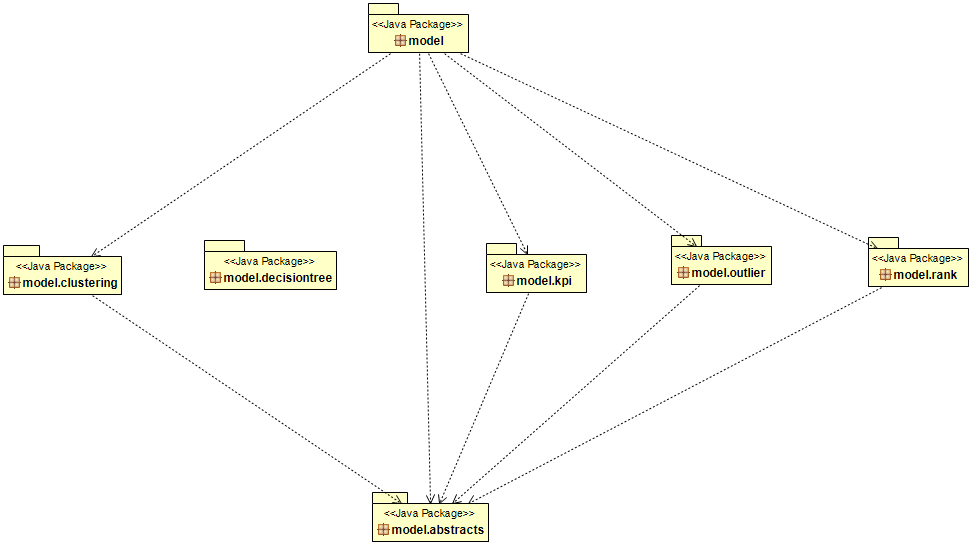 <<Java Package>>
model
<<Java Package>>
model.clustering
<<Java Package>>
model.decisiontree
<<Java Package>>
model.kpi
<<Java Package>>
model.outlier
<<Java Package>>
model.rank
<<Java Package>>
model.abstracts